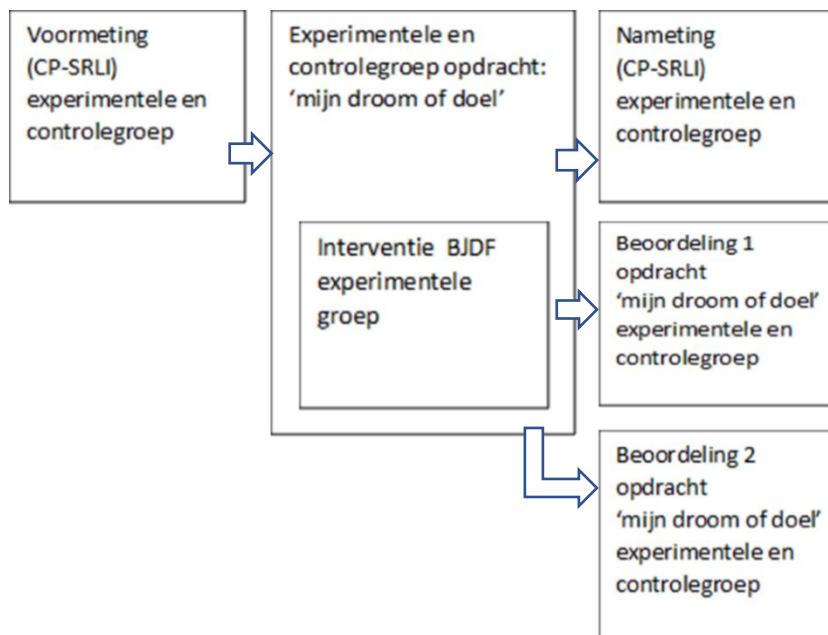 Voormeting
(CP-SRLI)
experimentele en
controlegroep
Experimentele en
controlegroep opdracht:
‘mijn droom of doel’
Interventie BJDF
experimentele
groep
Nameting
(CP-SRLI)
experimentele en
controlegroep
Beoordeling 1
opdracht
‘mijn droom of doel’
experimentele en
controlegroep
Beoordeling 2
opdracht
‘mijn droom of doel’
experimentele en
controlegroep